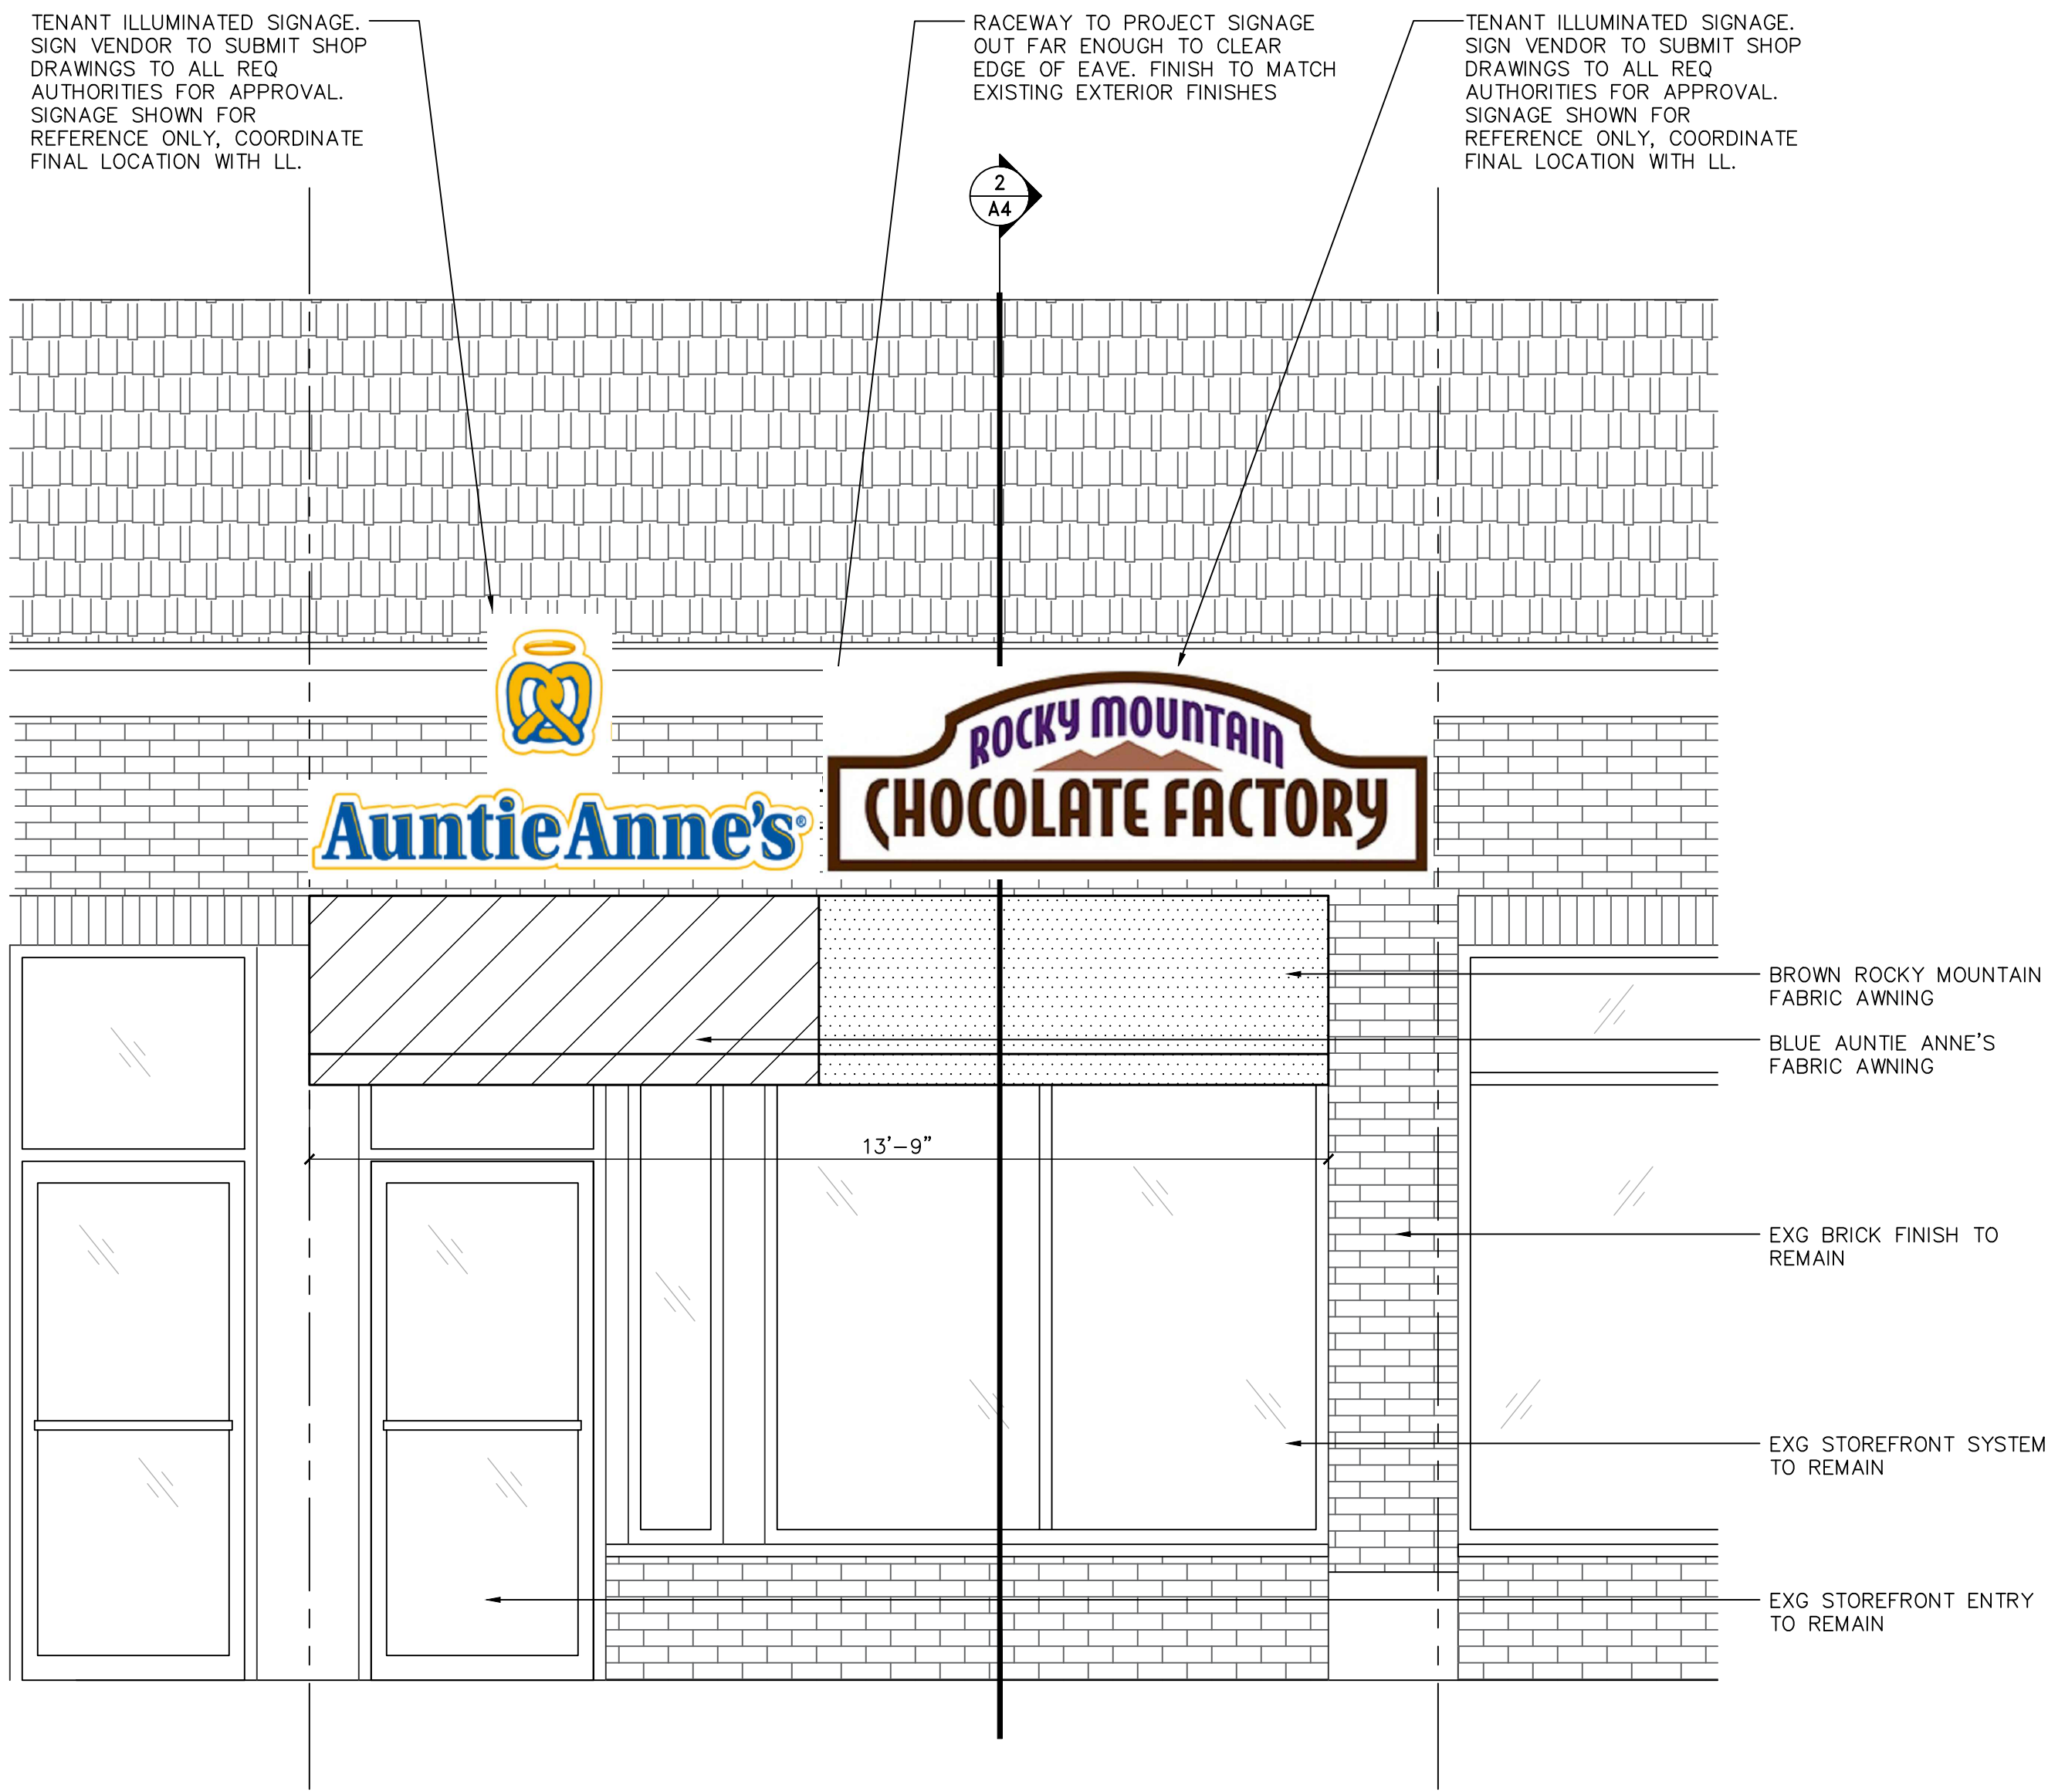 TENANT ILLUMINATED SIGNAGE.
SIGN VENDOR TO SUBMIT SHOP
DRAWINGS TO ALL REQ
AUTHORITIES FOR APPROVAL.
SIGNAGE SHOWN FOR
REFERENCE ONLY, COORDINATE
FINAL LOCATION WITH LL.
RACEWAY TO PROJECT SIGNAGE
OUT FAR ENOUGH TO CLEAR
EDGE OF EAVE. FINISH TO MATCH
EXISTING EXTERIOR FINISHES
TENANT ILLUMINATED SIGNAGE.
SIGN VENDOR TO SUBMIT SHOP
DRAWINGS TO ALL REQ
AUTHORITIES FOR APPROVAL.
SIGNAGE SHOWN FOR
REFERENCE ONLY, COORDINATE
FINAL LOCATION WITH LL.
2
A4
Auntie Anne's®
ROCKY MOUNTAIN
CHOCOLATE FACTORY
BROWN ROCKY MOUNTAIN
FABRIC AWNING
BLUE AUNTIE ANNE'S
FABRIC AWNING
13'-9"
EXG BRICK FINISH TO
REMAIN
EXG STOREFRONT SYSTEM
TO REMAIN
EXG STOREFRONT ENTRY
TO REMAIN